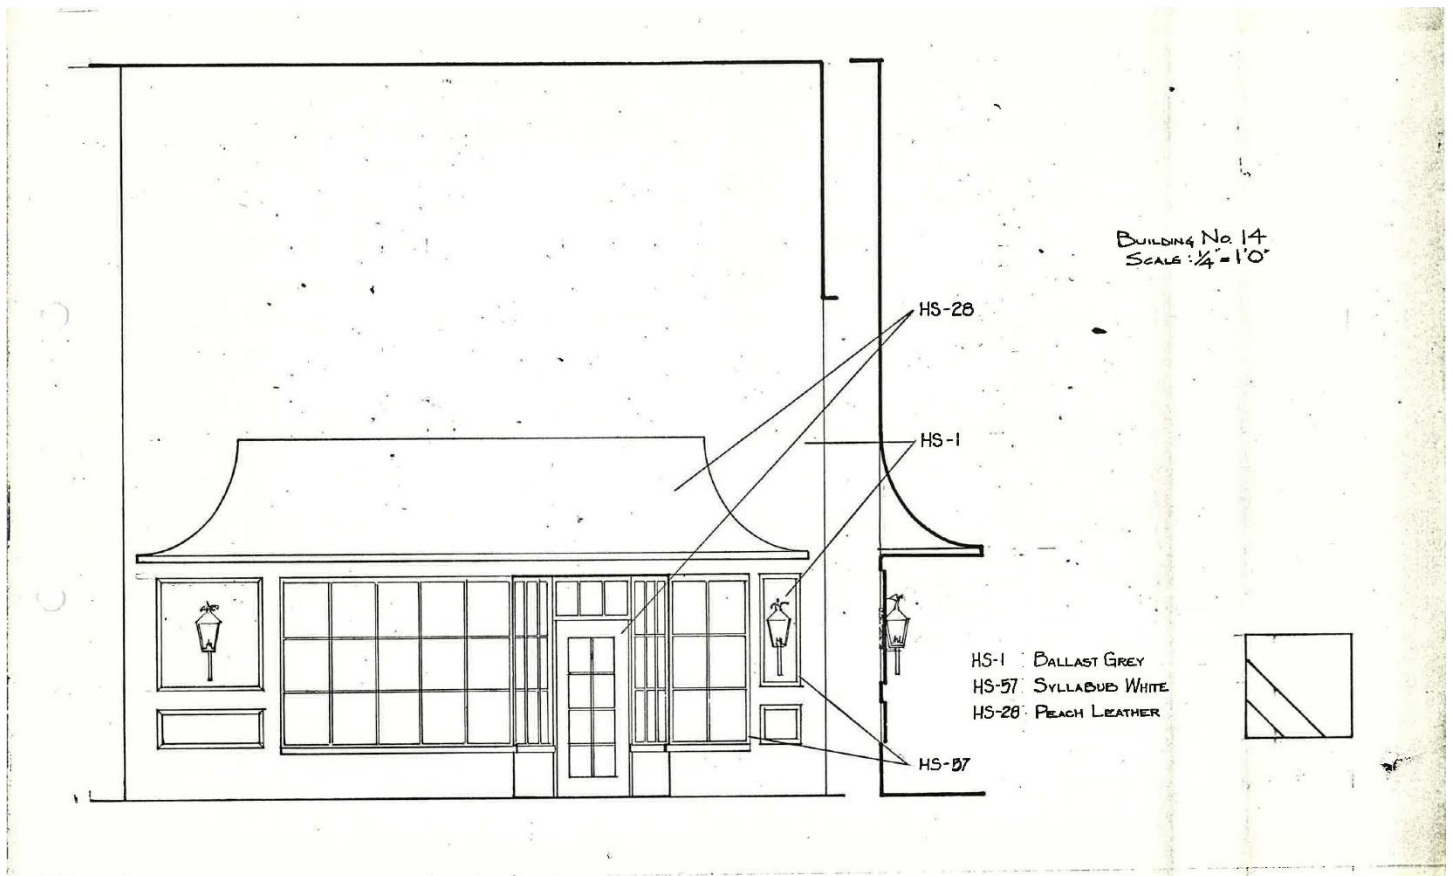 BUILDING No. 14
SCALE : 1/4" = 1'0"
HS-28
HS-1
HS-1 : BALLAST GREY
HS-57 : SYLLABUB WHITE
HS-28 : PEACH LEATHER
HS-57